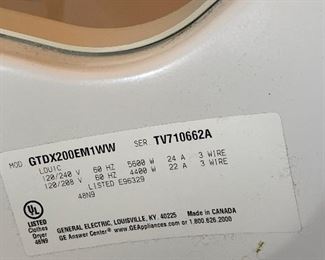 MOD GTDX200EM1WW SER TV710662A
LOUIC
120/240 V 60 HZ 5600 W 24 A 3 WIRE
120/208 V 60 HZ 4400 W 22 A 3 WIRE
LISTED E96329
48N9
UL
LISTED
Clothes
Dryer
48N9
GENERAL ELECTRIC, LOUISVILLE, KY. 40225 Made in CANADA
GE Answer Center® www.GEAppliances.com or 1.800.626.2000